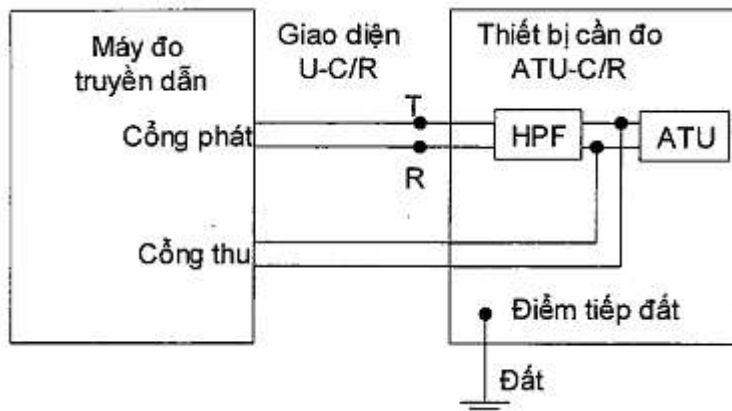 Máy đo
truyền dẫn
Giao diện
U-C/R
Thiết bị cần đo
ATU-C/R
T
Cổng phát
HPF
ATU
R
Cổng thu
Điểm tiếp đất
Đất